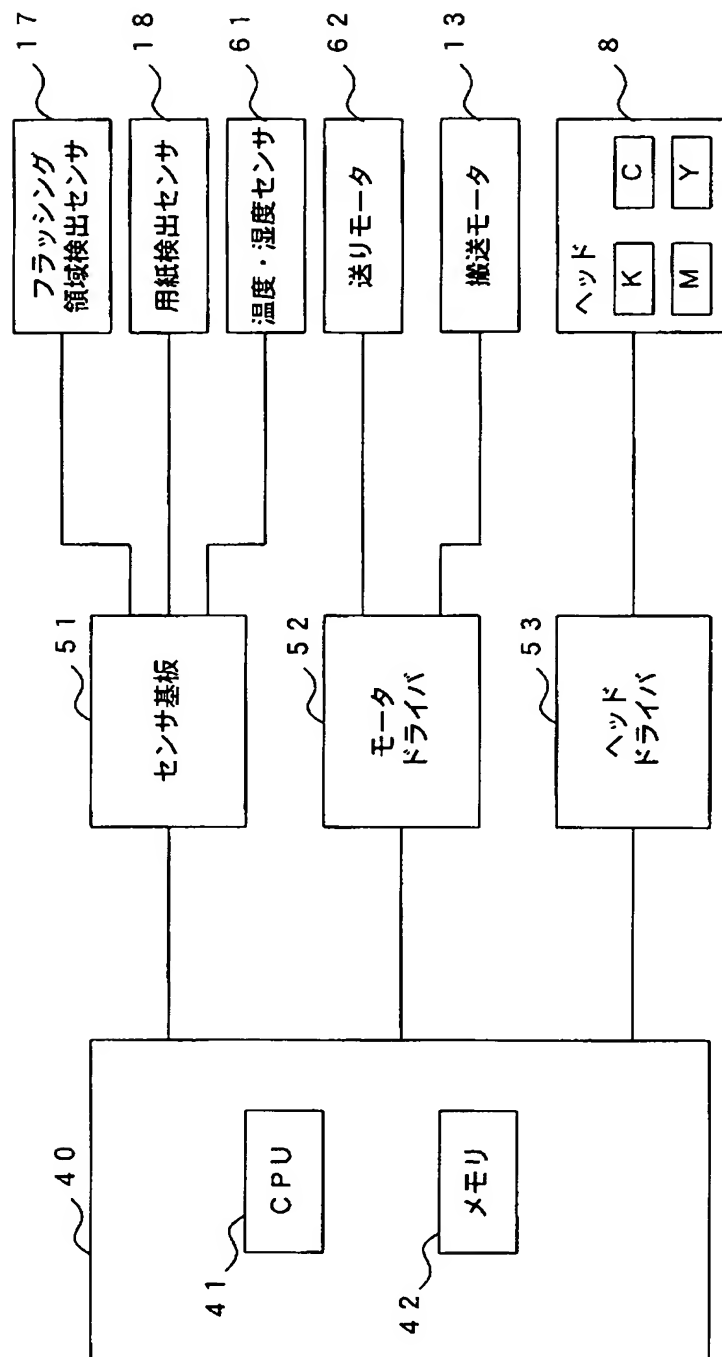 40
41
CPU
42
メモリ
51
センサ基板
52
モータ
ドライバ
53
ヘッド
ドライバ
17
フラッシング
領域検出センサ
18
用紙検出センサ
61
温度・湿度センサ
62
送りモータ
13
搬送モータ
8
ヘッド
K
C
M
Y